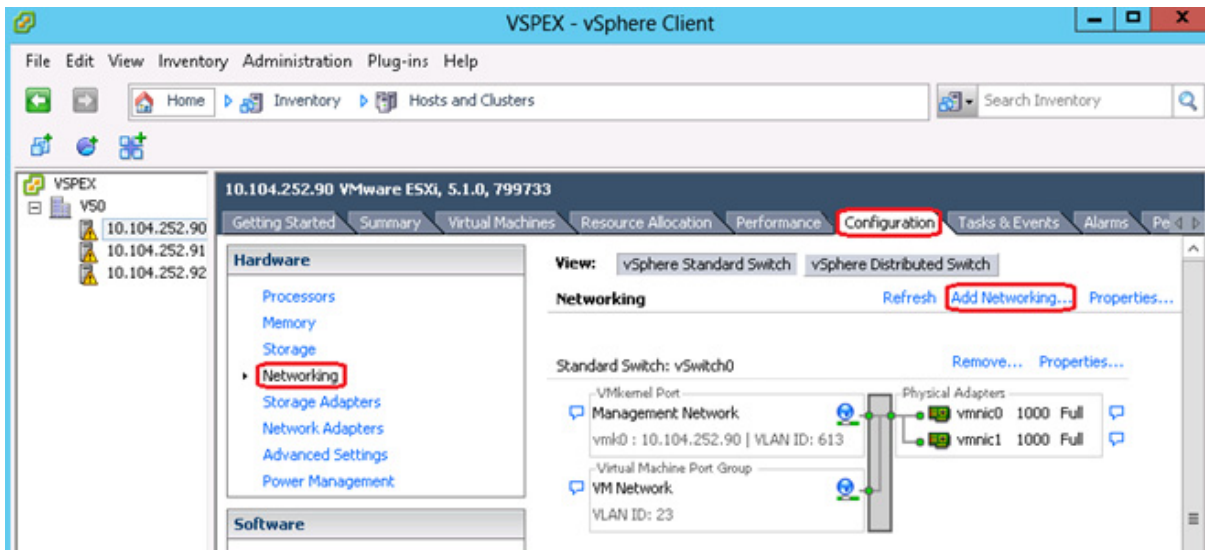 VSPEX - vSphere Client
File Edit View Inventory Administration Plug-ins Help
Home Inventory Hosts and Clusters
Search Inventory
VSPEX
V50
10.104.252.90
10.104.252.91
10.104.252.92
10.104.252.90 VMware ESXi, 5.1.0, 799733
Getting Started Summary Virtual Machines Resource Allocation Performance Configuration Tasks & Events Alarms Pe
Hardware
Processors
Memory
Storage
Networking
Storage Adapters
Network Adapters
Advanced Settings
Power Management
Software
View: vSphere Standard Switch vSphere Distributed Switch
Networking Refresh Add Networking... Properties...
Standard Switch: vSwitch0 Remove... Properties...
VMkernel Port
Management Network
vmk0 : 10.104.252.90 | VLAN ID: 613
Virtual Machine Port Group
VM Network
VLAN ID: 23
Physical Adapters
vmnic0 1000 Full
vmnic1 1000 Full